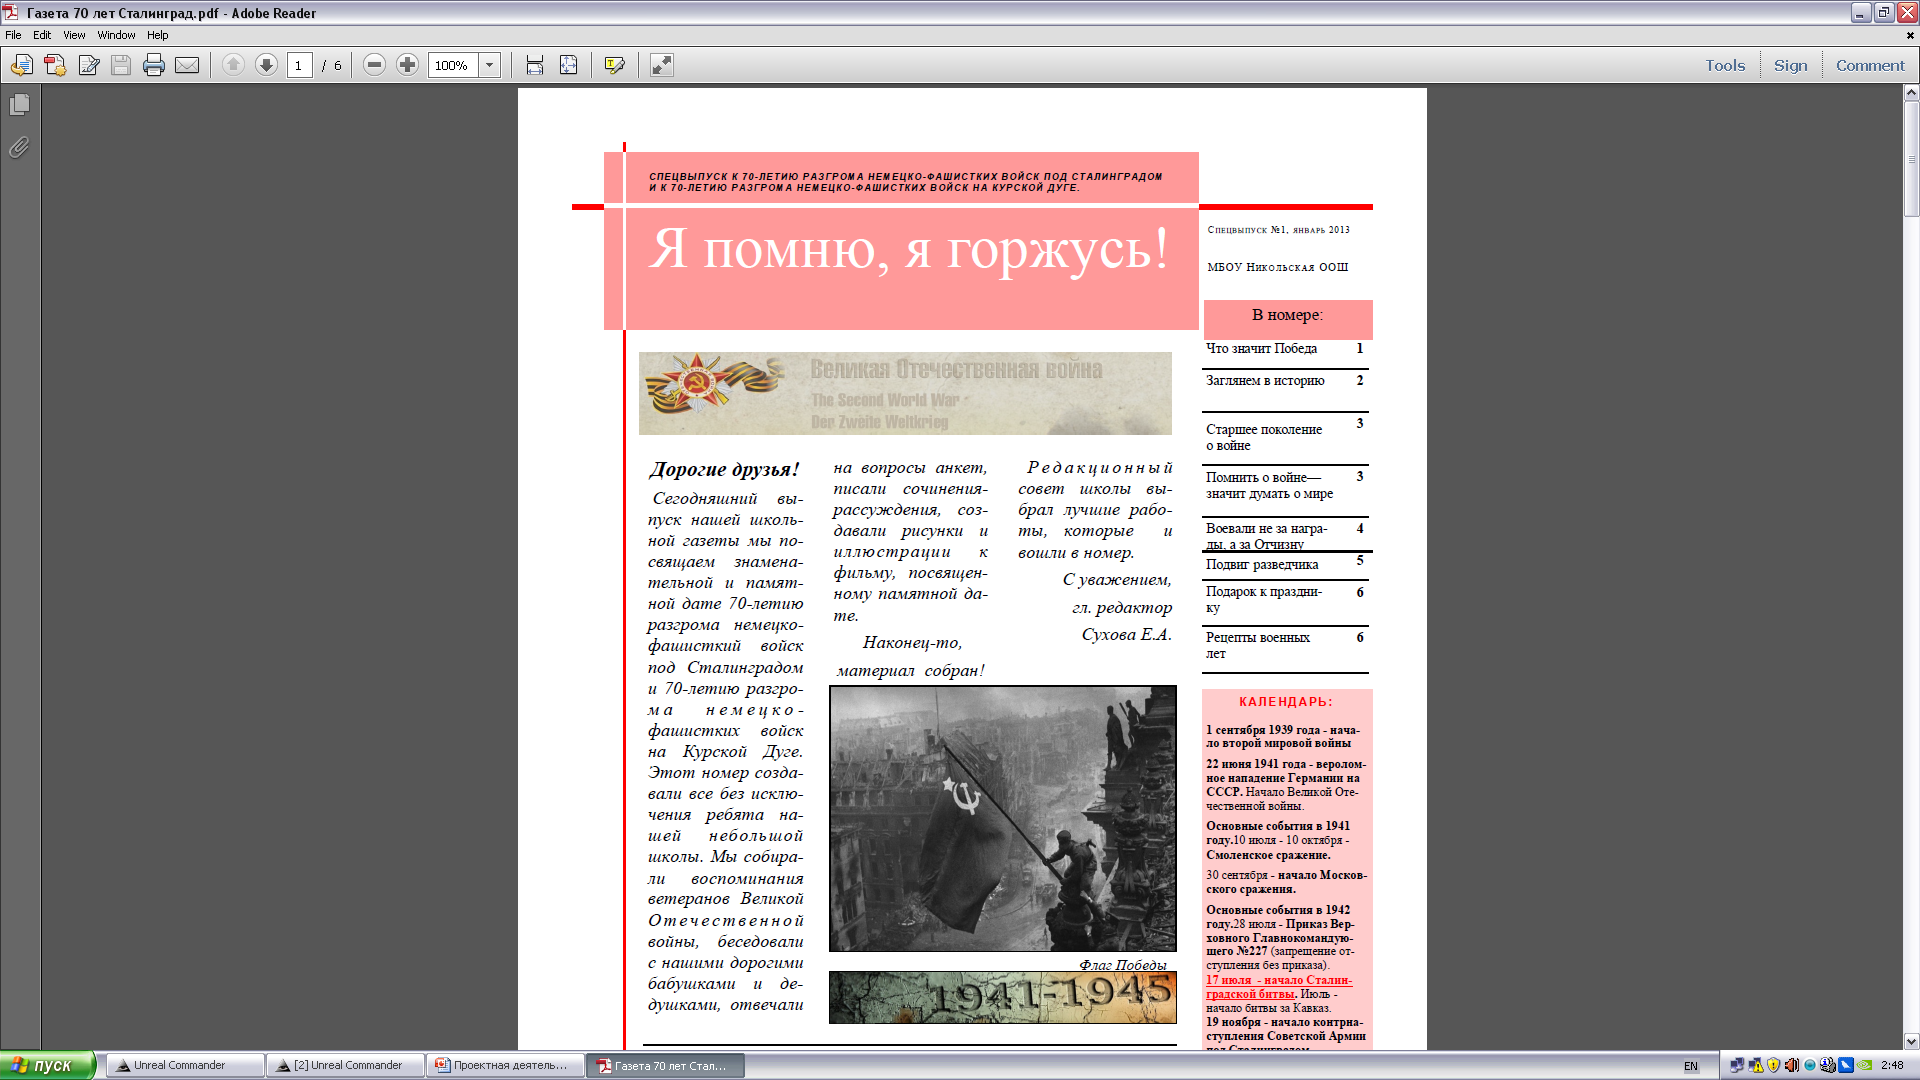 Газета 70 лет Сталинград.pdf - Adobe Reader
File Edit View Window Help
1 / 6 100% Tools Sign Comment
СПЕЦВЫПУСК К 70-ЛЕТИЮ РАЗГРОМА НЕМЕЦКО-ФАШИСТКИХ ВОЙСК ПОД СТАЛИНГРАДОМ
И К 70-ЛЕТИЮ РАЗГРОМА НЕМЕЦКО-ФАШИСТКИХ ВОЙСК НА КУРСКОЙ ДУГЕ.
Я помню, я горжусь!
Спецвыпуск №1, январь 2013
МБОУ Никольская ООШ
Великая Отечественная война
The Second World War
Der Zweite Weltkrieg
Дорогие друзья!
Сегодняшний вы-
пуск нашей школь-
ной газеты мы по-
свящаем знамена-
тельной и памят-
ной дате 70-летию
разгрома немецко-
фашисткий войск
под Сталинградом
и 70-летию разгро-
ма немецко-
фашистких войск
на Курской Дуге.
Этот номер созда-
вали все без исклю-
чения ребята на-
шей небольшой
школы. Мы собира-
ли воспоминания
ветеранов Великой
Отечественной
войны, беседовали
с нашими дорогими
бабушками и де-
душками, отвечали
на вопросы анкет,
писали сочинения-
рассуждения, соз-
давали рисунки и
иллюстрации к
фильму, посвящен-
ному памятной да-
те.
Наконец-то,
материал собран!
Редакционный
совет школы вы-
брал лучшие рабо-
ты, которые и
вошли в номер.
С уважением,
гл. редактор
Сухова Е.А.
Флаг Победы
1941-1945
В номере:
Что значит Победа 1
Заглянем в историю 2
Старшее поколение 3
о войне
Помнить о войне— 3
значит думать о мире
Воевали не за награ- 4
ды, а за Отчизну
Подвиг разведчика 5
Подарок к праздни- 6
ку
Рецепты военных 6
лет
КАЛЕНДАРЬ:
1 сентября 1939 года - нача-
ло второй мировой войны
22 июня 1941 года - веролом-
ное нападение Германии на
СССР. Начало Великой Оте-
чественной войны.
Основные события в 1941
году.10 июля - 10 октября -
Смоленское сражение.
30 сентября - начало Москов-
ского сражения.
Основные события в 1942
году.28 июля - Приказ Вер-
ховного Главнокомандую-
щего №227 (запрещение от-
ступления без приказа).
17 июля - начало Сталин-
градской битвы. Июль -
начало битвы за Кавказ.
19 ноября - начало контрна-
ступления Советской Армии
под Сталинградом
пуск Unreal Commander [2] Unreal Commander Проектная деятель... Газета 70 лет Стал... EN 2:48